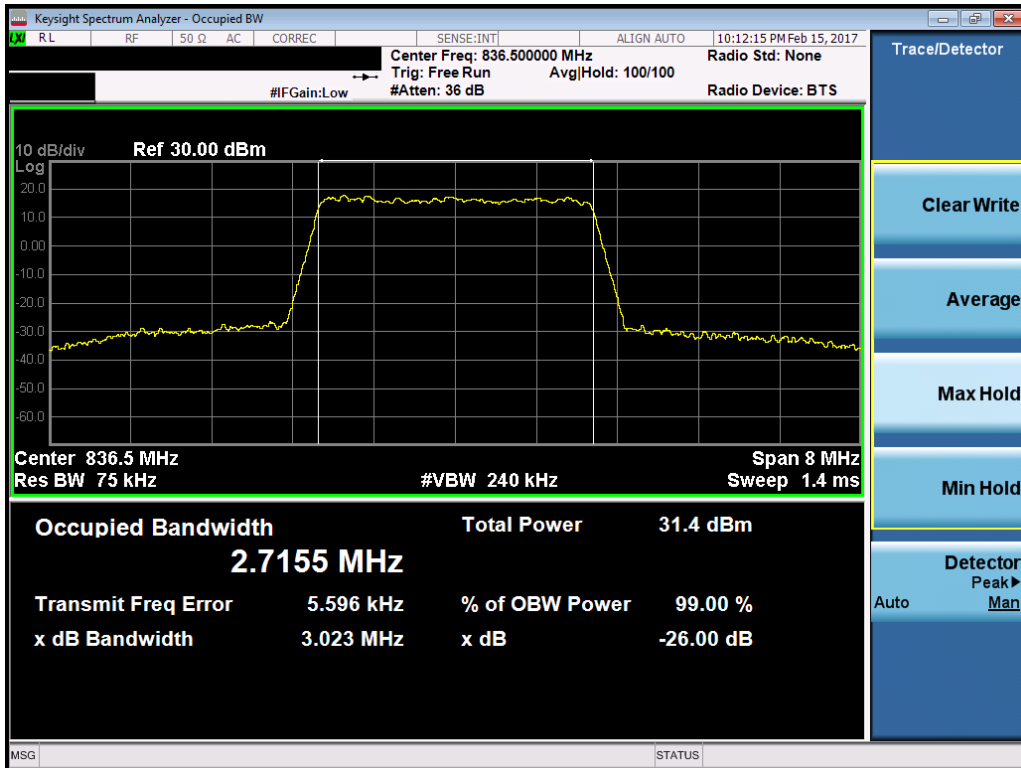 Keysight Spectrum Analyzer - Occupied BW
LXI RL RF 50 Ω AC CORREC SENSE:INT ALIGN AUTO 10:12:15 PM Feb 15, 2017
Center Freq: 836.500000 MHz Radio Std: None
Trig: Free Run Avg|Hold: 100/100
#IFGain:Low #Atten: 36 dB Radio Device: BTS
10 dB/div Ref 30.00 dBm
Log
20.0
10.0
0.00
-10.0
-20.0
-30.0
-40.0
-50.0
-60.0
Center 836.5 MHz Span 8 MHz
Res BW 75 kHz #VBW 240 kHz Sweep 1.4 ms
Occupied Bandwidth Total Power 31.4 dBm
2.7155 MHz
Transmit Freq Error 5.596 kHz % of OBW Power 99.00 %
x dB Bandwidth 3.023 MHz x dB -26.00 dB
MSG STATUS
Trace/Detector
Clear Write
Average
Max Hold
Min Hold
Detector
Peak▶
Auto Man